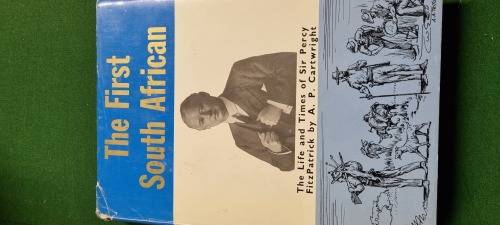 The First
South African
The Life and Times of Sir Percy
FitzPatrick by A. P. Cartwright